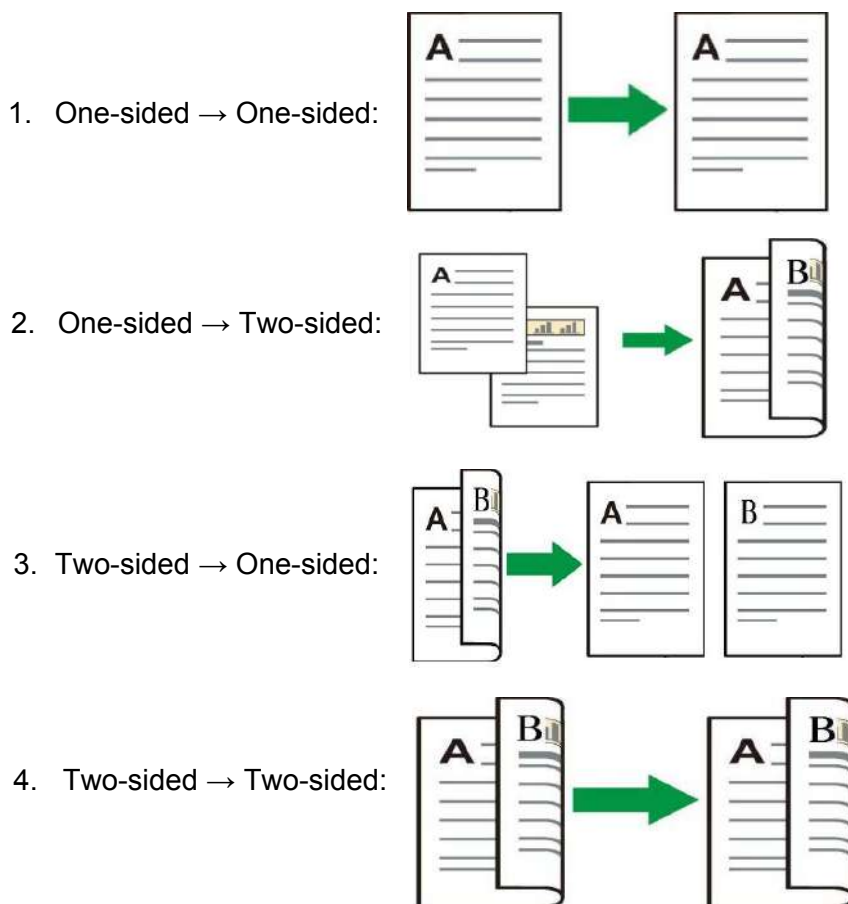 1. One-sided → One-sided:
A
A
2. One-sided → Two-sided:
A
A
B
3. Two-sided → One-sided:
A
B
A
B
4. Two-sided → Two-sided:
A
B
A
B